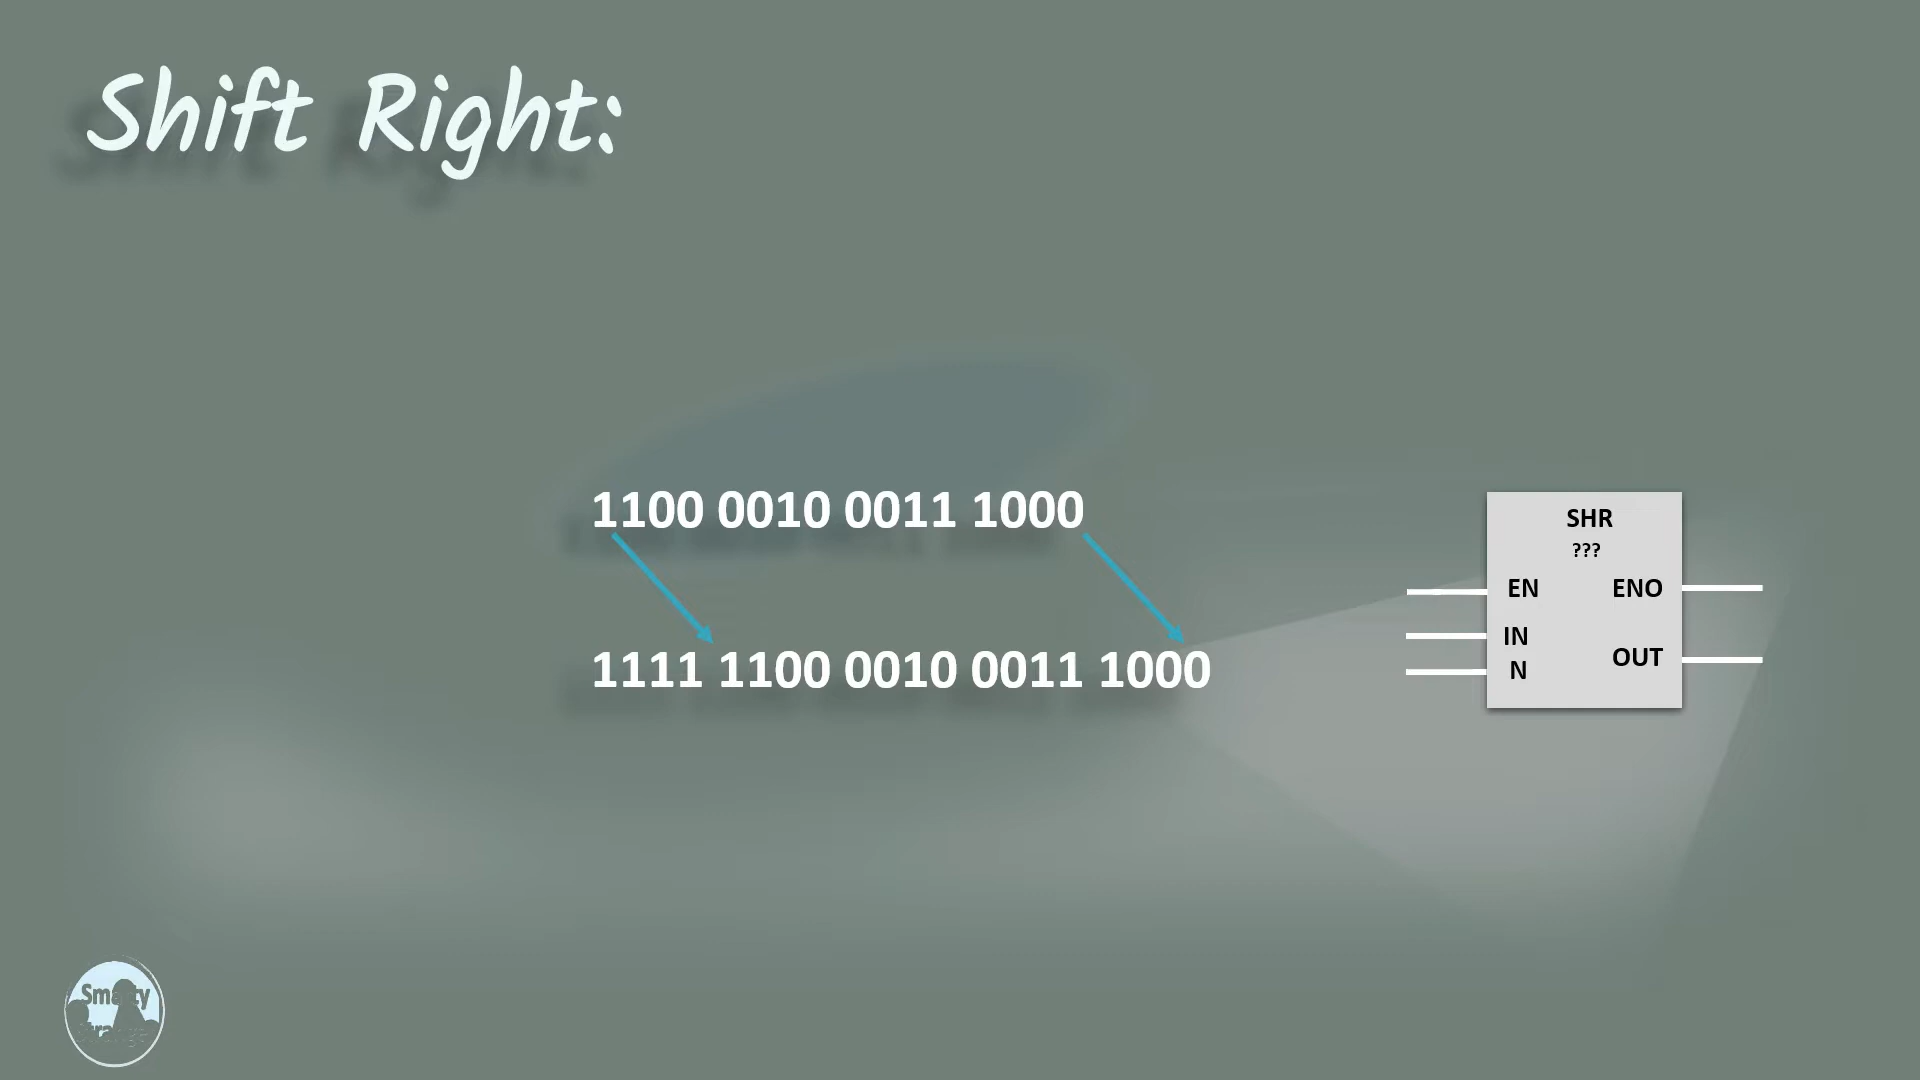 Shift Right:
1100 0010 0011 1000
1111 1100 0010 0011 1000
SHR
???
EN ENO
IN
OUT
N